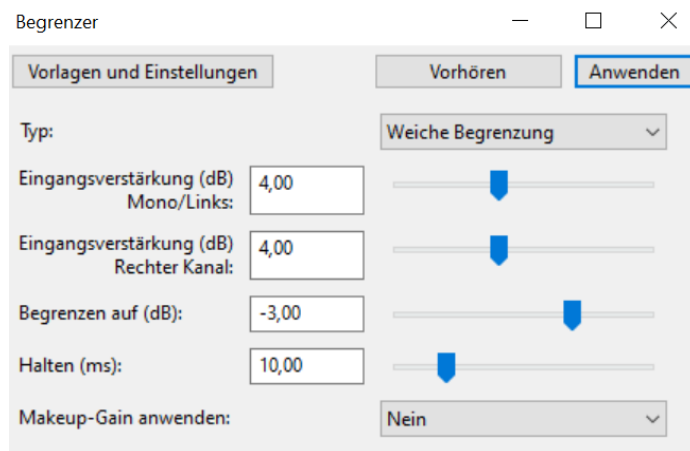 Begrenzer
Vorlagen und Einstellungen Vorhören Anwenden
Typ: Weiche Begrenzung
Eingangsverstärkung (dB)
Mono/Links: 4,00
Eingangsverstärkung (dB)
Rechter Kanal: 4,00
Begrenzen auf (dB): -3,00
Halten (ms): 10,00
Makeup-Gain anwenden: Nein